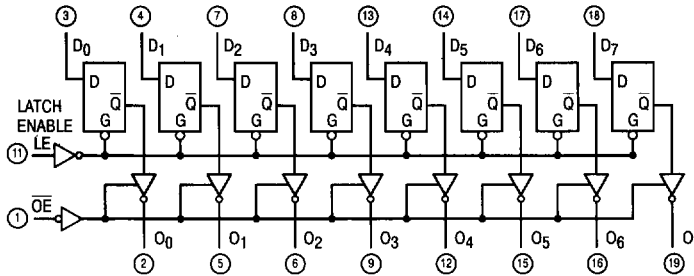 3 4 7 8 13 14 17 18
D0 D1 D2 D3 D4 D5 D6 D7
D D D D D D D D
Q̅ Q̅ Q̅ Q̅ Q̅ Q̅ Q̅ Q̅
G G G G G G G G
LATCH
ENABLE
LE
11
1 O̅E̅
O0 O1 O2 O3 O4 O5 O6 O
2 5 6 9 12 15 16 19